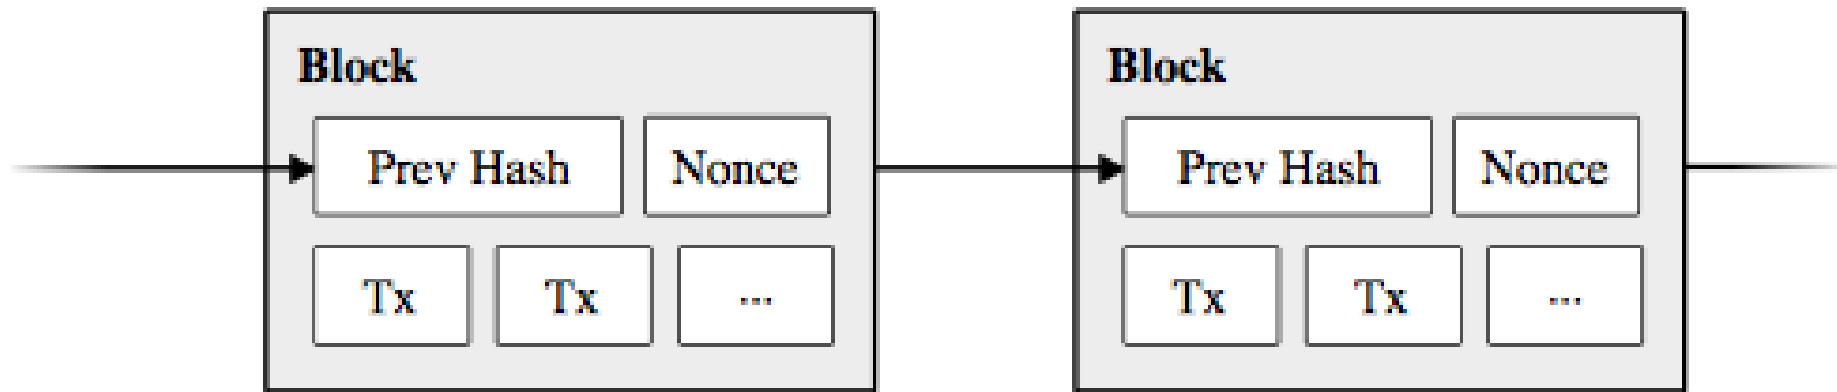 Block
Prev Hash Nonce
Tx Tx ...
Block
Prev Hash Nonce
Tx Tx ...